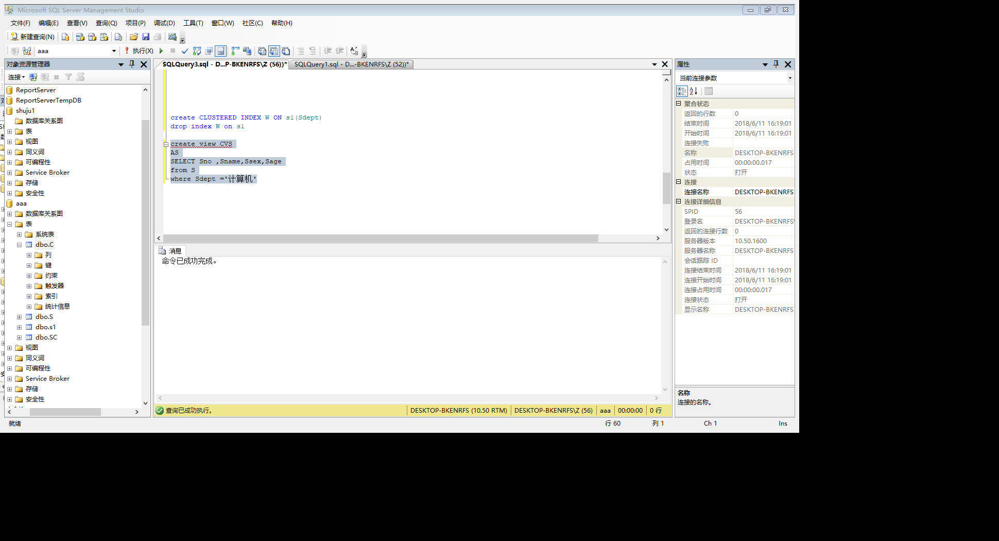 Microsoft SQL Server Management Studio
文件(F) 编辑(E) 查看(V) 查询(Q) 项目(P) 调试(D) 工具(T) 窗口(W) 社区(C) 帮助(H)
新建查询(N)
aaa 执行(X)
对象资源管理器
连接
ReportServer
ReportServerTempDB
shuju1
数据库关系图
表
视图
同义词
可编程性
Service Broker
存储
安全性
aaa
数据库关系图
表
系统表
dbo.C
列
键
约束
触发器
索引
统计信息
dbo.S
dbo.s1
dbo.SC
视图
同义词
可编程性
Service Broker
存储
安全性
SQLQuery3.sql - D...P-BKENRFS\Z (56))* SQLQuery1.sql - D...-BKENRFS\Z (52))*
create CLUSTERED INDEX W ON s1(Sdept)
drop index W on s1
create view CVS
AS
SELECT Sno ,Sname,Ssex,Sage
from S
where Sdept ='计算机'
消息
命令已成功完成。
查询已成功执行。 DESKTOP-BKENRFS (10.50 RTM) DESKTOP-BKENRFS\Z (56) aaa 00:00:00 0 行
属性
当前连接参数
聚合状态
返回的行数 0
结束时间 2018/6/11 16:19:01
开始时间 2018/6/11 16:19:01
连接失败
名称 DESKTOP-BKENRFS
占用时间 00:00:00.017
状态 打开
连接
连接名称 DESKTOP-BKENRFS
连接详细信息
SPID 56
登录名 DESKTOP-BKENRFS\
返回的连接行数 0
服务器版本 10.50.1600
服务器名称 DESKTOP-BKENRFS
会话跟踪 ID
连接结束时间 2018/6/11 16:19:01
连接开始时间 2018/6/11 16:19:01
连接占用时间 00:00:00.017
连接状态 打开
显示名称 DESKTOP-BKENRFS
名称
连接的名称。
就绪 行 60 列 1 Ch 1 Ins